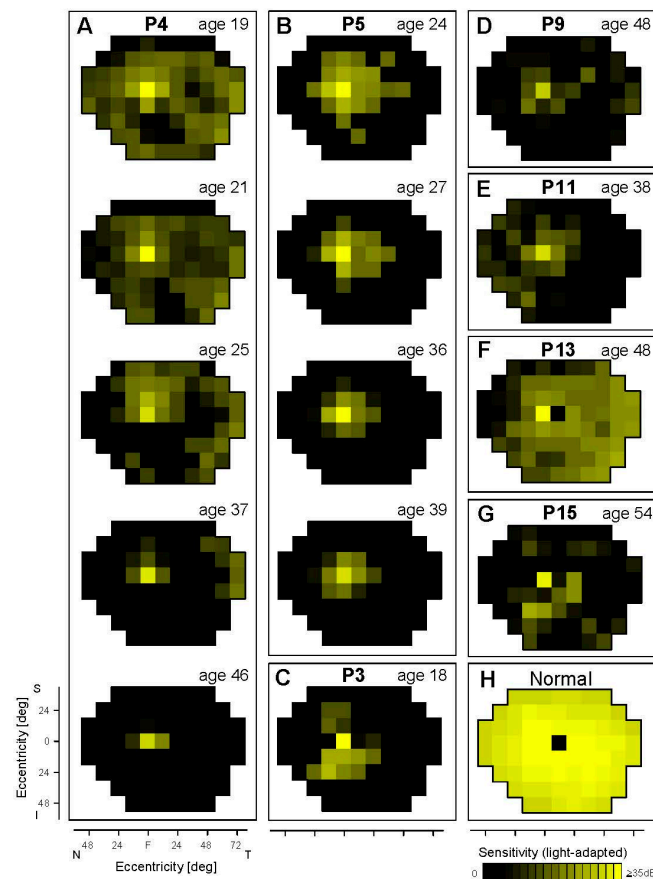 A P4 age 19
age 21
age 25
age 37
age 46
B P5 age 24
age 27
age 36
age 39
C P3 age 18
D P9 age 48
E P11 age 38
F P13 age 48
G P15 age 54
H Normal
S
24
0
24
48
I
Eccentricity [deg]
48 24 F 24 48 72
N T
Eccentricity [deg]
Sensitivity (light-adapted)
0 ≥35dB